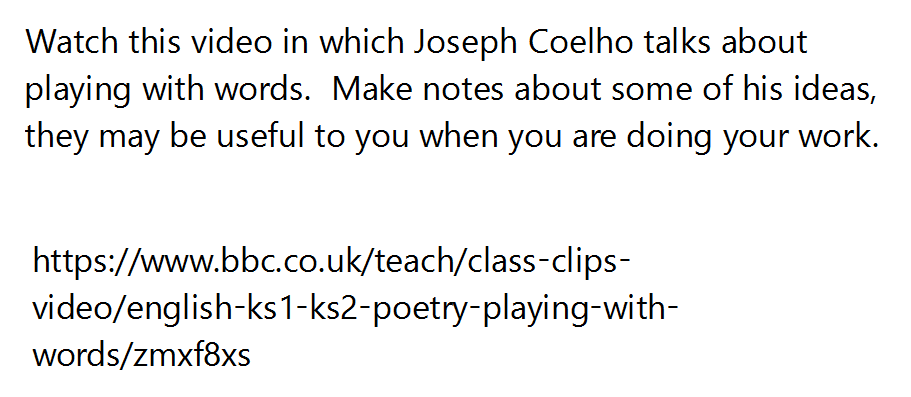 Watch this video in which Joseph Coelho talks about
playing with words.  Make notes about some of his ideas,
they may be useful to you when you are doing your work.
https://www.bbc.co.uk/teach/class-clips-
video/english-ks1-ks2-poetry-playing-with-
words/zmxf8xs